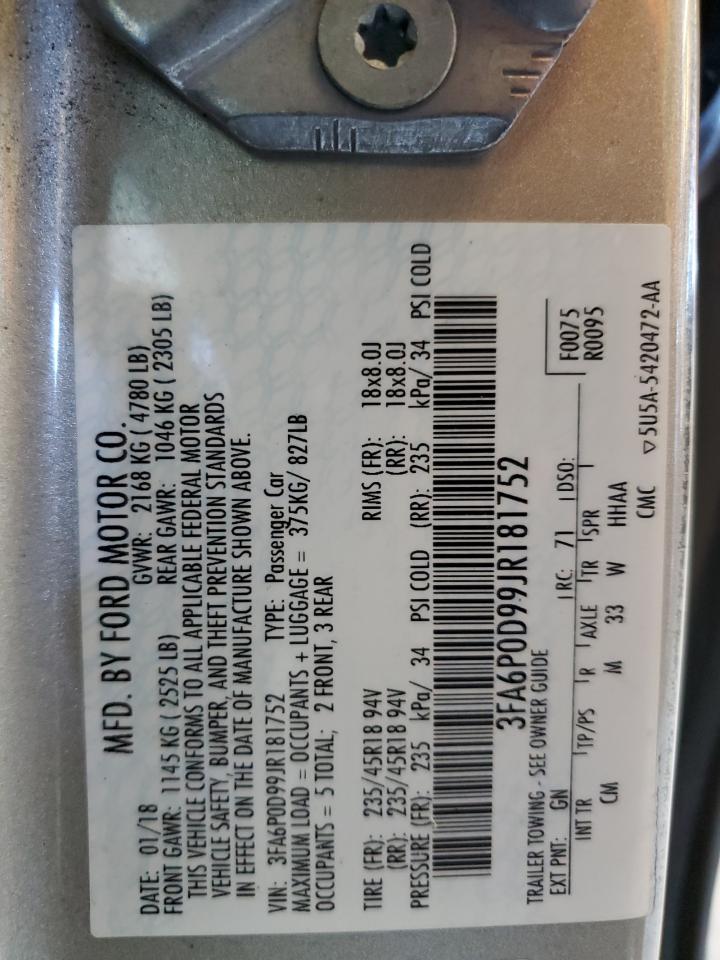 MFD. BY FORD MOTOR CO.
DATE: 01/18 GVWR: 2168 KG ( 4780 LB)
FRONT GAWR: 1145 KG ( 2525 LB) REAR GAWR: 1046 KG ( 2305 LB)
THIS VEHICLE CONFORMS TO ALL APPLICABLE FEDERAL MOTOR
VEHICLE SAFETY, BUMPER, AND THEFT PREVENTION STANDARDS
IN EFFECT ON THE DATE OF MANUFACTURE SHOWN ABOVE.
VIN: 3FA6P0D99JR181752 TYPE: Passenger Car
MAXIMUM LOAD = OCCUPANTS + LUGGAGE = 375KG/ 827LB
OCCUPANTS = 5 TOTAL; 2 FRONT, 3 REAR
TIRE (FR): 235/45R18 94V RIMS (FR): 18x8.0J
(RR): 235/45R18 94V (RR): 18x8.0J
PRESSURE (FR): 235 kPa/ 34 PSI COLD (RR): 235 kPa/ 34 PSI COLD
3FA6P0D99JR181752
TRAILER TOWING - SEE OWNER GUIDE
F0075
R0095
EXT PNT: GN RC: 71 DSO:
INT TR TP/PS R AXLE TR SPR
CM M 33 W HHAA
CMC ▽5U5A-5420472-AA